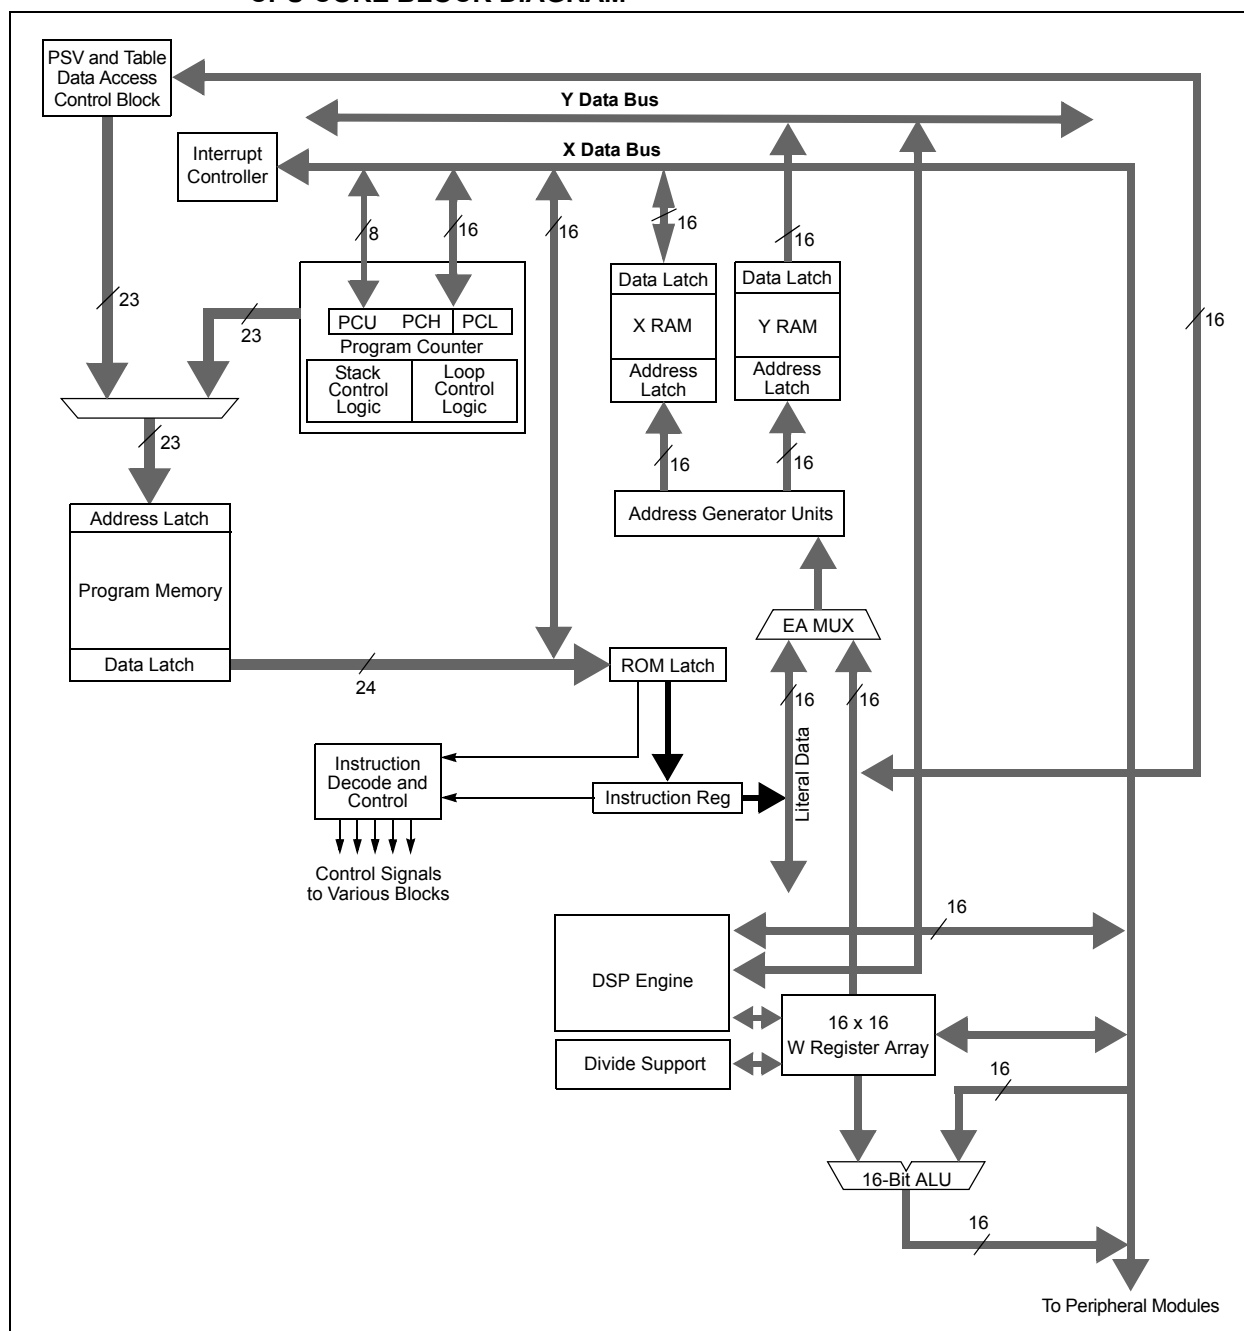 PSV and Table
Data Access
Control Block
Y Data Bus
X Data Bus
Interrupt
Controller
8
16
16
16
16
23
23
16
Data Latch
X RAM
Address
Latch
Data Latch
Y RAM
Address
Latch
PCU
PCH
PCL
Program Counter
Stack
Control
Logic
Loop
Control
Logic
23
16
16
Address Latch
Program Memory
Data Latch
Address Generator Units
EA MUX
24
ROM Latch
16
16
Literal Data
Instruction
Decode and
Control
Instruction Reg
Control Signals
to Various Blocks
16
DSP Engine
16 x 16
W Register Array
Divide Support
16
16-Bit ALU
16
To Peripheral Modules